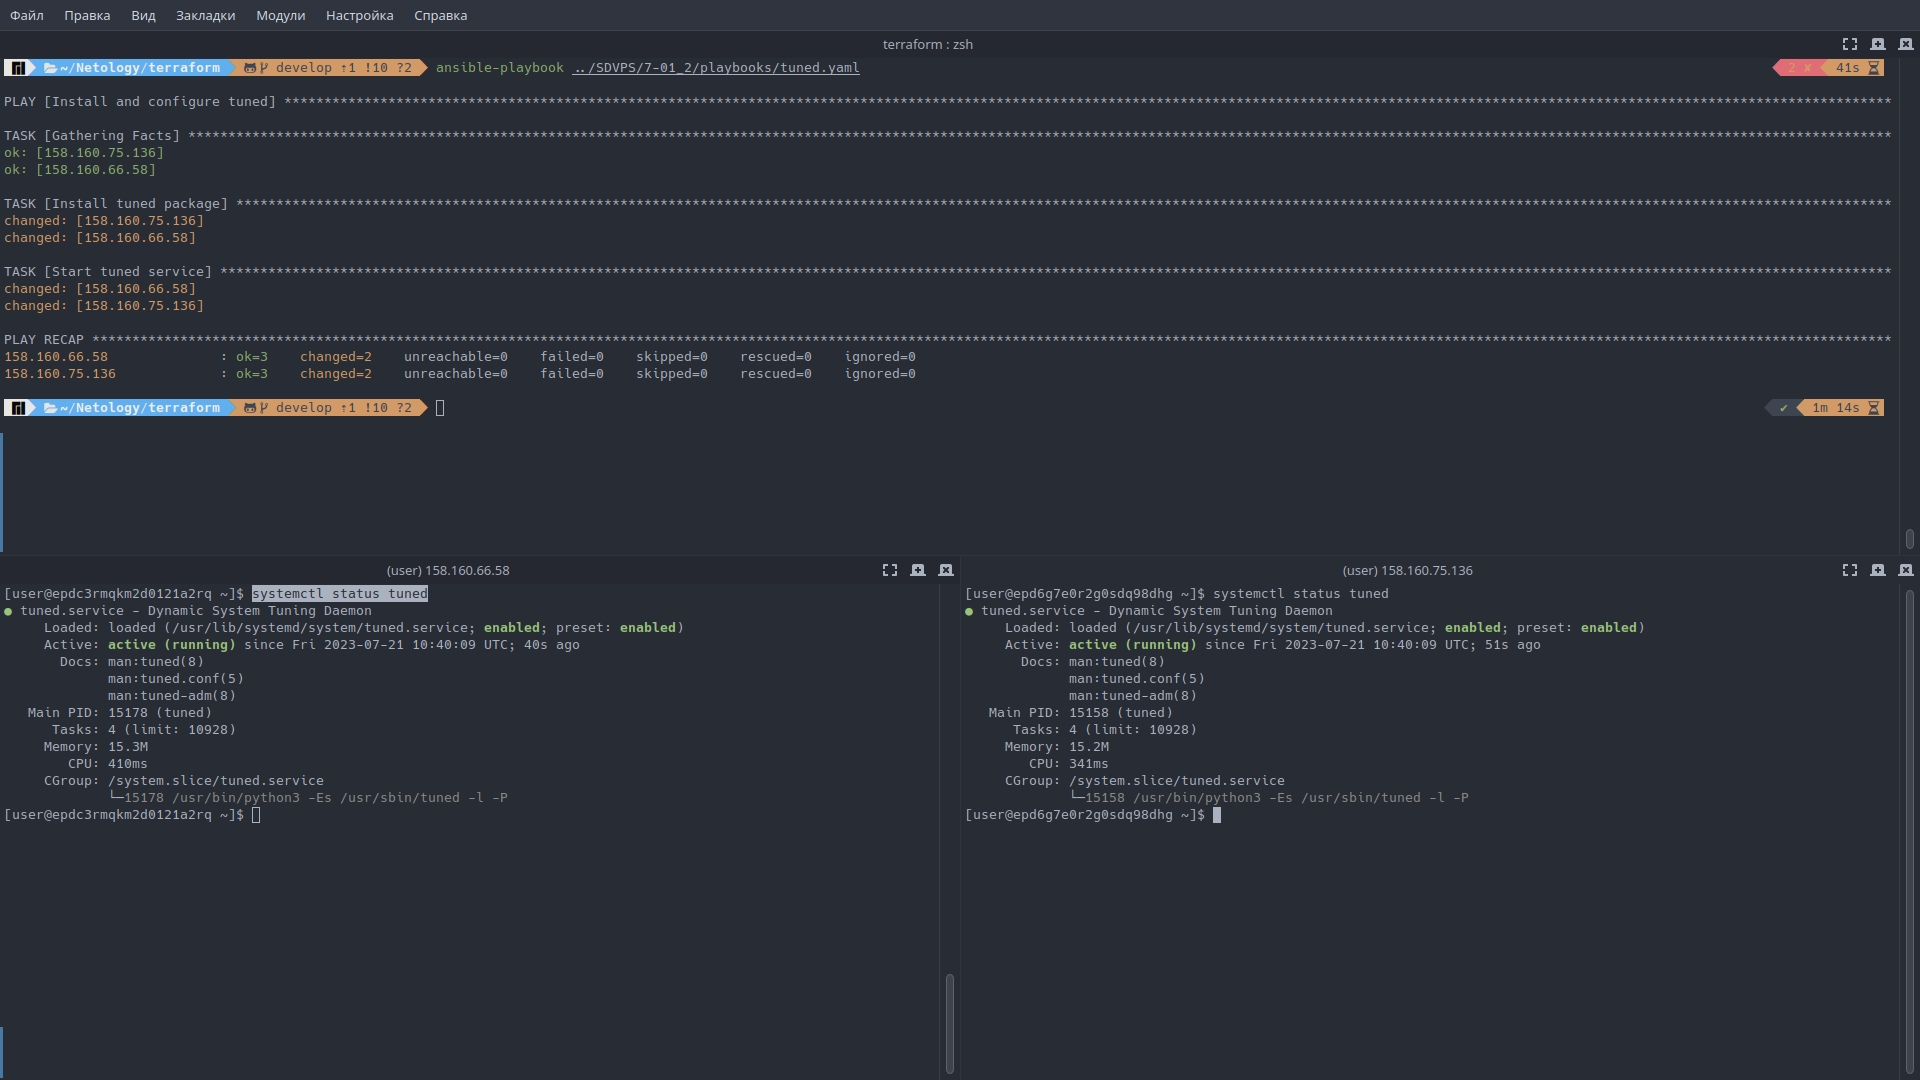 Файл Правка Вид Закладки Модули Настройка Справка
terraform : zsh
~/Netology/terraform develop ↑1 !10 ?2 ansible-playbook ../SDVPS/7-01_2/playbooks/tuned.yaml 2 ✘ 41s
PLAY [Install and configure tuned] ****************************************************************************************************************************************************************************************
TASK [Gathering Facts] ****************************************************************************************************************************************************************************************************
ok: [158.160.75.136]
ok: [158.160.66.58]
TASK [Install tuned package] **********************************************************************************************************************************************************************************************
changed: [158.160.75.136]
changed: [158.160.66.58]
TASK [Start tuned service] ************************************************************************************************************************************************************************************************
changed: [158.160.66.58]
changed: [158.160.75.136]
PLAY RECAP ****************************************************************************************************************************************************************************************************************
158.160.66.58 : ok=3 changed=2 unreachable=0 failed=0 skipped=0 rescued=0 ignored=0
158.160.75.136 : ok=3 changed=2 unreachable=0 failed=0 skipped=0 rescued=0 ignored=0
~/Netology/terraform develop ↑1 !10 ?2 ✔ 1m 14s
(user) 158.160.66.58
[user@epdc3rmqkm2d0121a2rq ~]$ systemctl status tuned
● tuned.service - Dynamic System Tuning Daemon
Loaded: loaded (/usr/lib/systemd/system/tuned.service; enabled; preset: enabled)
Active: active (running) since Fri 2023-07-21 10:40:09 UTC; 40s ago
Docs: man:tuned(8)
man:tuned.conf(5)
man:tuned-adm(8)
Main PID: 15178 (tuned)
Tasks: 4 (limit: 10928)
Memory: 15.3M
CPU: 410ms
CGroup: /system.slice/tuned.service
└─15178 /usr/bin/python3 -Es /usr/sbin/tuned -l -P
[user@epdc3rmqkm2d0121a2rq ~]$
(user) 158.160.75.136
[user@epd6g7e0r2g0sdq98dhg ~]$ systemctl status tuned
● tuned.service - Dynamic System Tuning Daemon
Loaded: loaded (/usr/lib/systemd/system/tuned.service; enabled; preset: enabled)
Active: active (running) since Fri 2023-07-21 10:40:09 UTC; 51s ago
Docs: man:tuned(8)
man:tuned.conf(5)
man:tuned-adm(8)
Main PID: 15158 (tuned)
Tasks: 4 (limit: 10928)
Memory: 15.2M
CPU: 341ms
CGroup: /system.slice/tuned.service
└─15158 /usr/bin/python3 -Es /usr/sbin/tuned -l -P
[user@epd6g7e0r2g0sdq98dhg ~]$